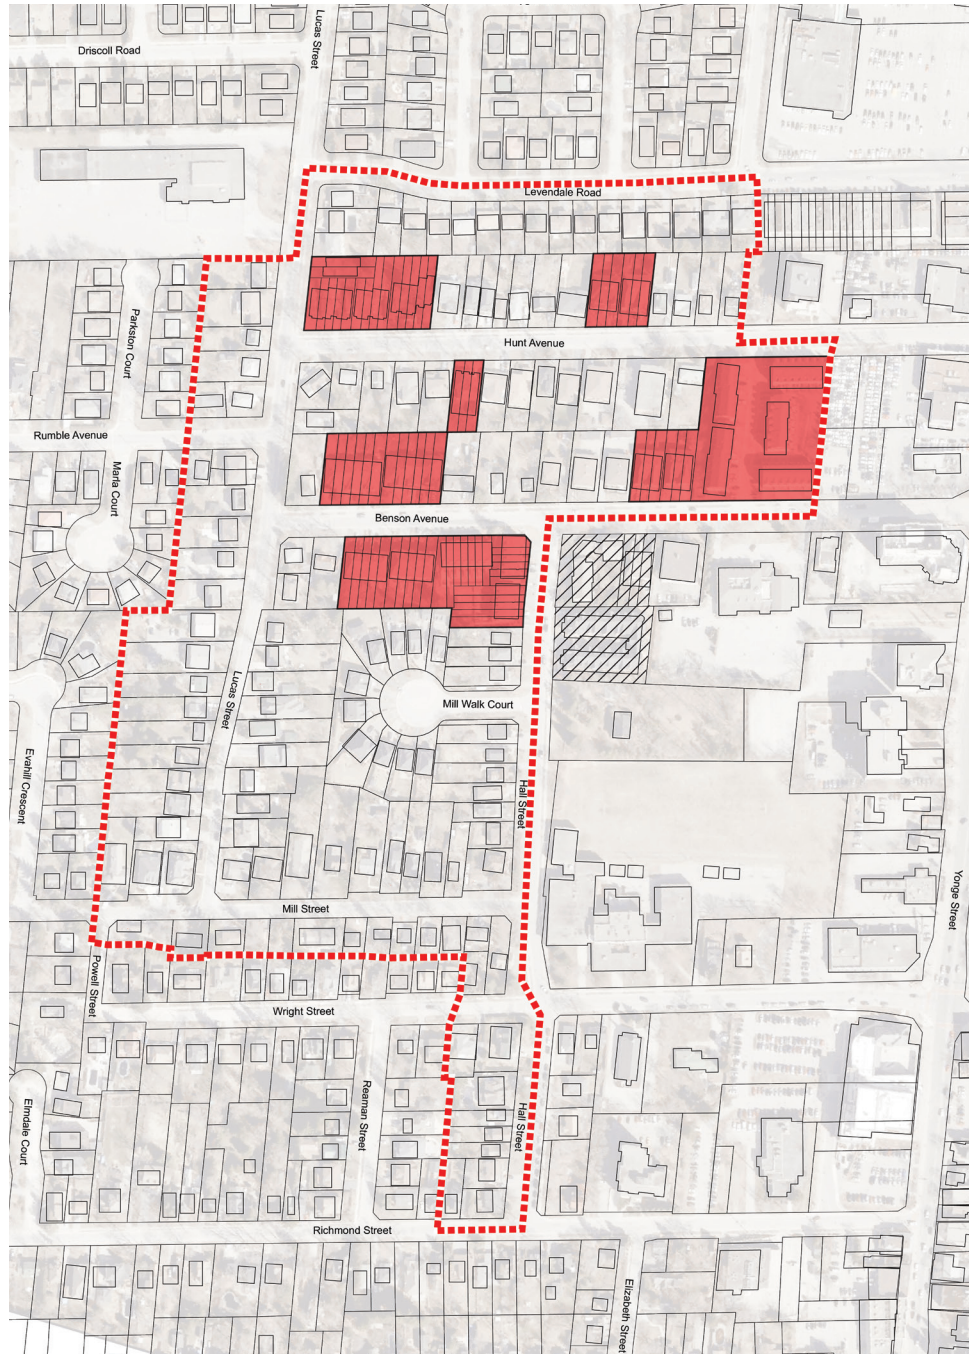 Driscoll Road
Lucas Street
Levendale Road
Parkston Court
Hunt Avenue
Rumble Avenue
Marla Court
Benson Avenue
Lucas Street
Mill Walk Court
Evahill Crescent
Hall Street
Yonge Street
Mill Street
Powell Street
Wright Street
Reaman Street
Hall Street
Elmdale Court
Richmond Street
Elizabeth Street